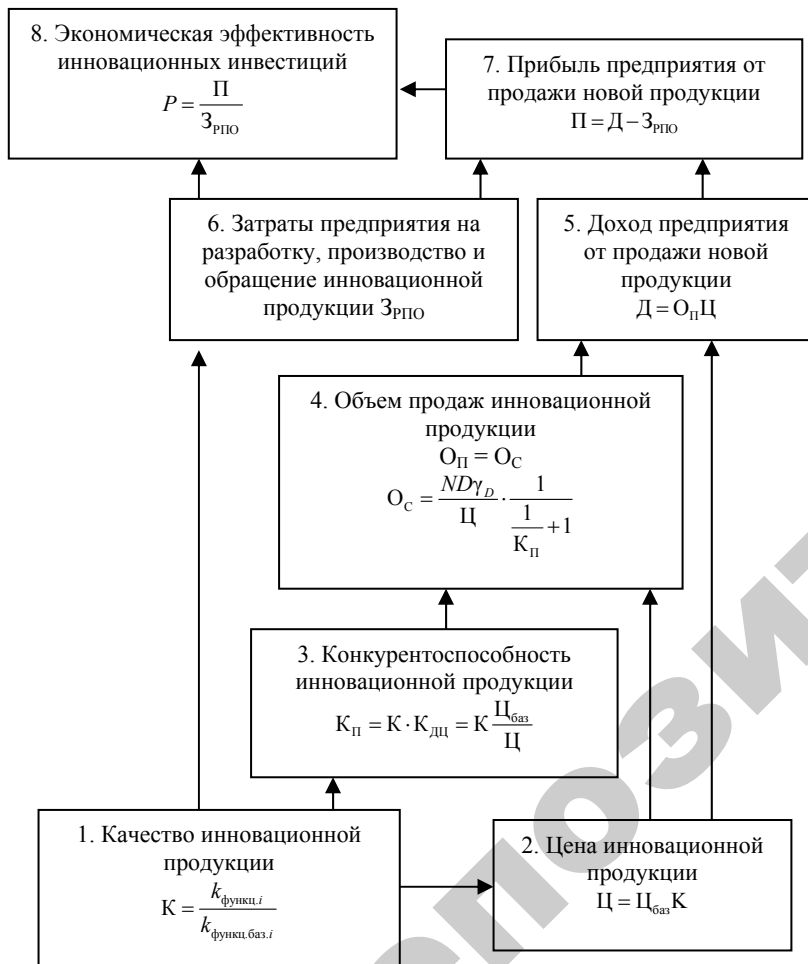 8. Экономическая эффективность
инновационных инвестиций
P = П / З_РПО
7. Прибыль предприятия от
продажи новой продукции
П = Д − З_РПО
6. Затраты предприятия на
разработку, производство и
обращение инновационной
продукции З_РПО
5. Доход предприятия
от продажи новой
продукции
Д = О_П Ц
4. Объем продаж инновационной
продукции
О_П = О_С
О_С = NDγ_D / Ц · 1 / (1 / К_П + 1)
3. Конкурентоспособность
инновационной продукции
К_П = К · К_ДЦ = К Ц_баз / Ц
1. Качество инновационной
продукции
К = k_функц.i / k_функц.баз.i
2. Цена инновационной
продукции
Ц = Ц_баз К